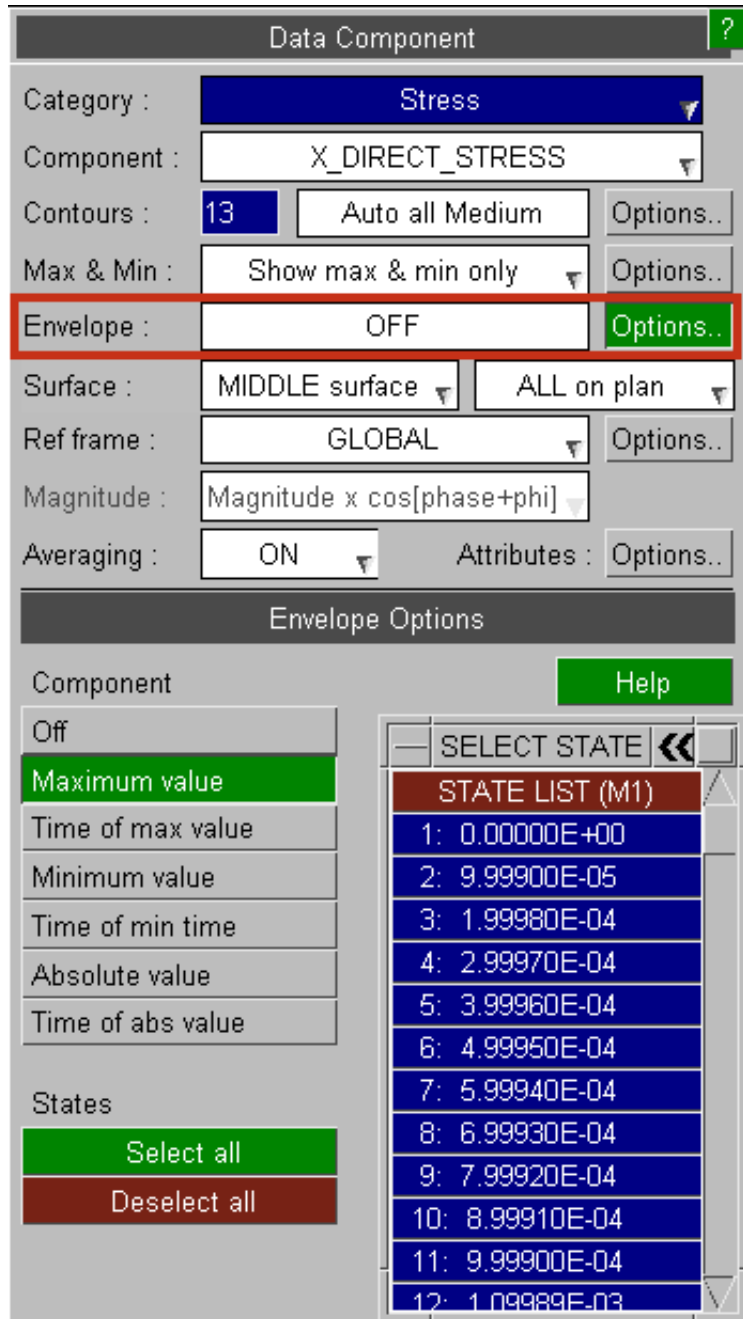 Data Component ?
Category : Stress
Component : X_DIRECT_STRESS
Contours : 13 Auto all Medium Options..
Max & Min : Show max & min only Options..
Envelope : OFF Options..
Surface : MIDDLE surface ALL on plan
Ref frame : GLOBAL Options..
Magnitude : Magnitude x cos[phase+phi]
Averaging : ON Attributes : Options..
Envelope Options
Component Help
Off
Maximum value
Time of max value
Minimum value
Time of min time
Absolute value
Time of abs value
States
Select all
Deselect all
SELECT STATE
STATE LIST (M1)
1: 0.00000E+00
2: 9.99900E-05
3: 1.99980E-04
4: 2.99970E-04
5: 3.99960E-04
6: 4.99950E-04
7: 5.99940E-04
8: 6.99930E-04
9: 7.99920E-04
10: 8.99910E-04
11: 9.99900E-04
12: 1.09989E-03